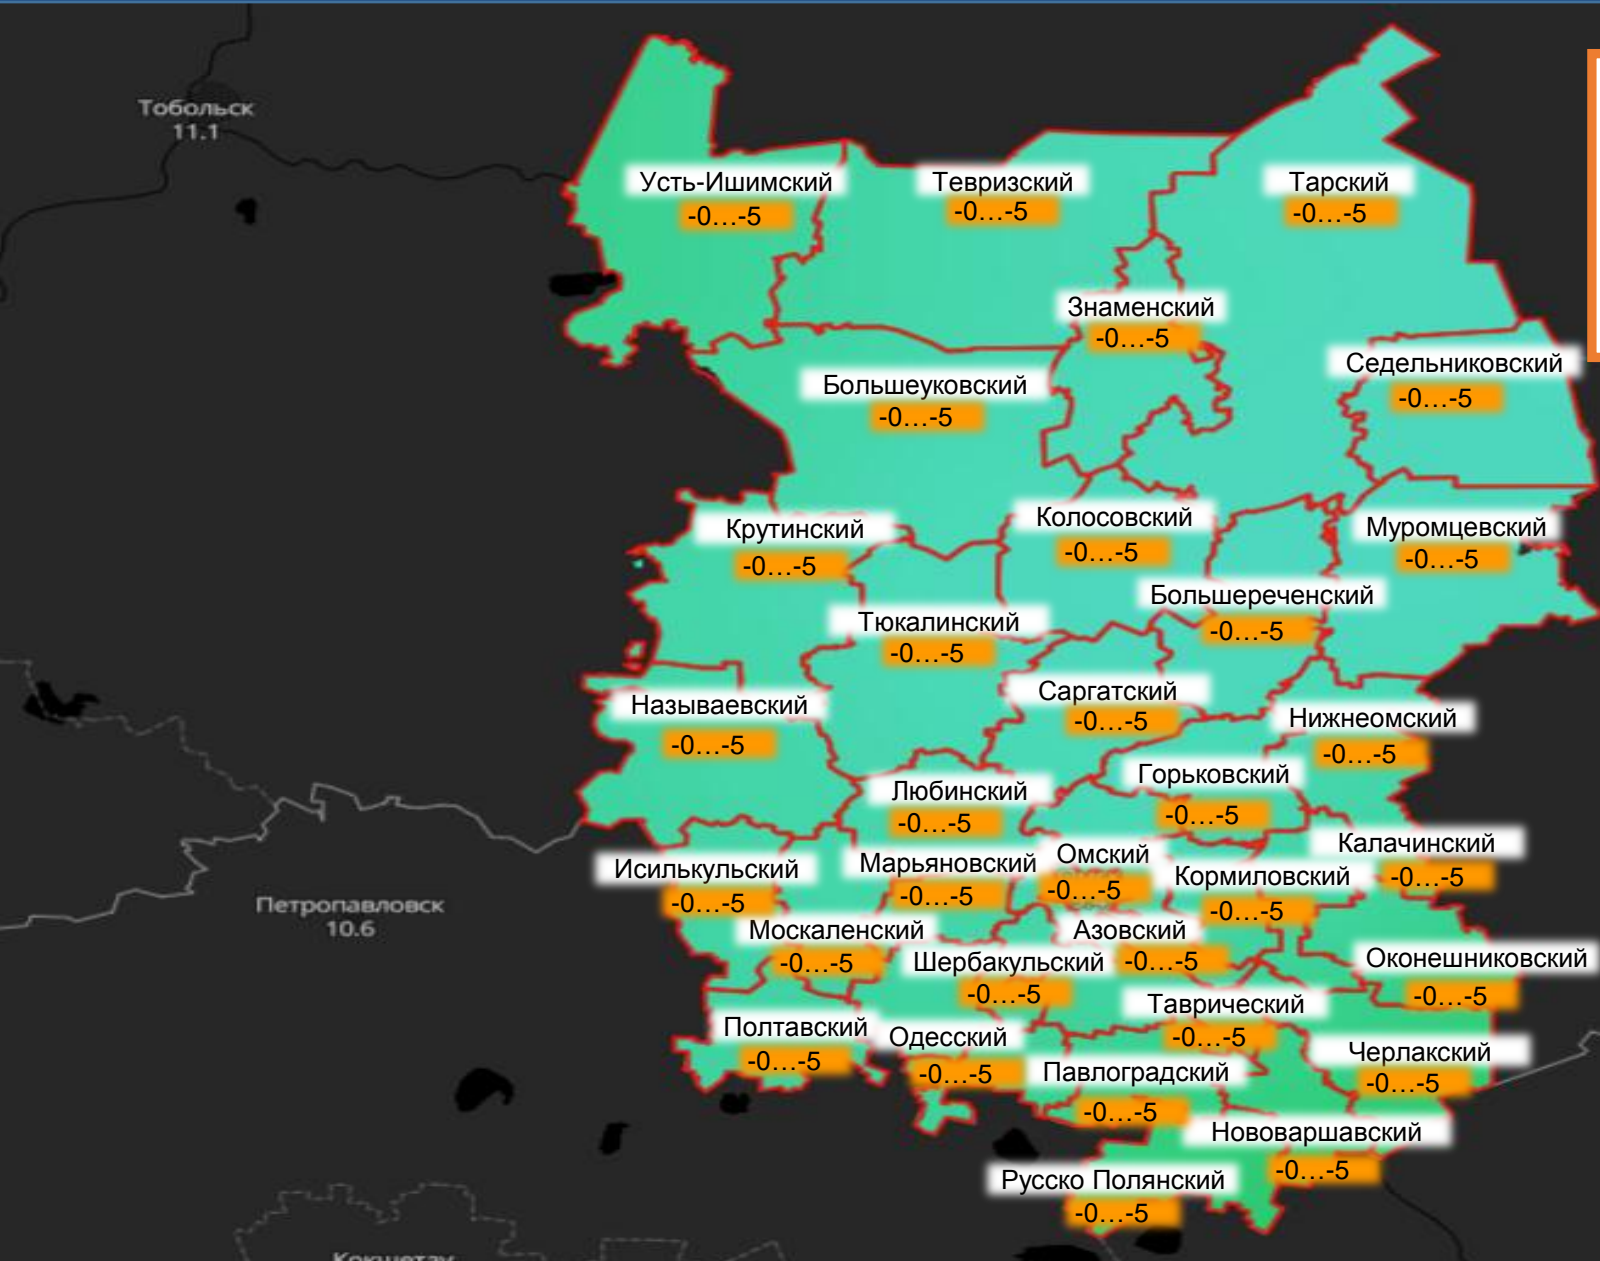 Тобольск
11.1
Усть-Ишимский
-0...-5
Тевризский
-0...-5
Тарский
-0...-5
Знаменский
-0...-5
Седельниковский
-0...-5
Большеуковский
-0...-5
Крутинский
-0...-5
Колосовский
-0...-5
Муромцевский
-0...-5
Большереченский
-0...-5
Тюкалинский
-0...-5
Саргатский
-0...-5
Называевский
-0...-5
Нижнеомский
-0...-5
Горьковский
-0...-5
Любинский
-0...-5
Калачинский
-0...-5
Исилькульский
-0...-5
Марьяновский
-0...-5
Омский
-0...-5
Кормиловский
-0...-5
Петропавловск
10.6
Москаленский
-0...-5
Азовский
-0...-5
Шербакульский
-0...-5
Оконешниковский
-0...-5
Таврический
-0...-5
Полтавский
-0...-5
Одесский
-0...-5
Черлакский
-0...-5
Павлоградский
-0...-5
Нововаршавский
-0...-5
Русско Полянский
-0...-5
Кокшетау